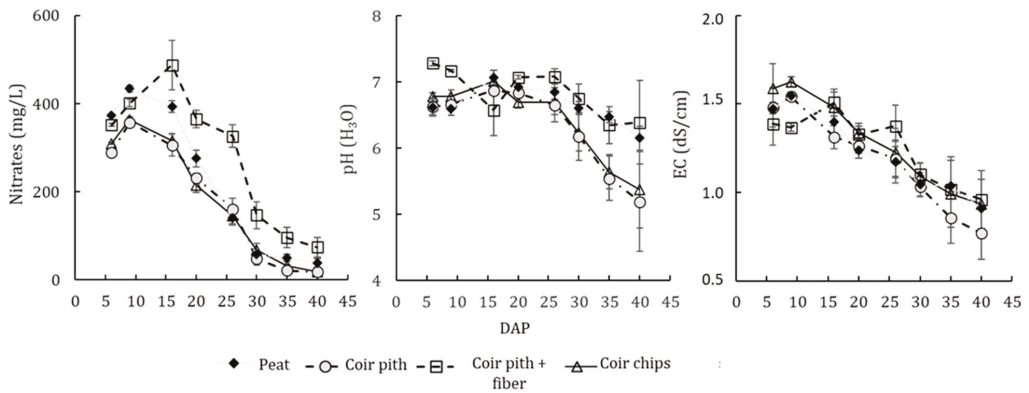 600
400
200
0
Nitrates (mg/L)
0 5 10 15 20 25 30 35 40 45
8
7
6
5
4
pH (H3O)
0 5 10 15 20 25 30 35 40 45
DAP
2.0
1.5
1.0
0.5
EC (dS/cm)
0 5 10 15 20 25 30 35 40 45
Peat Coir pith Coir pith + Coir chips
fiber